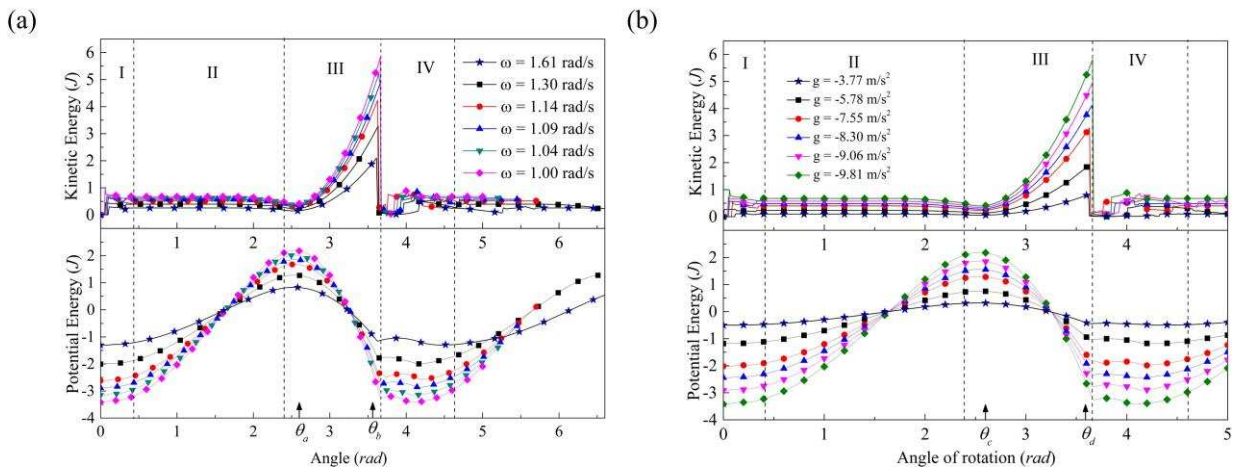 (a)
I II III IV
ω = 1.61 rad/s
ω = 1.30 rad/s
ω = 1.14 rad/s
ω = 1.09 rad/s
ω = 1.04 rad/s
ω = 1.00 rad/s
Kinetic Energy (J)
6
5
4
3
2
1
0
1 2 3 4 5 6
Potential Energy (J)
2
1
0
-1
-2
-3
-4
0 1 2 θa 3 θb 4 5 6
Angle (rad)
(b)
I II III IV
g = -3.77 m/s²
g = -5.78 m/s²
g = -7.55 m/s²
g = -8.30 m/s²
g = -9.06 m/s²
g = -9.81 m/s²
Kinetic Energy (J)
6
5
4
3
2
1
0
1 2 3 4
Potential Energy (J)
4
3
2
1
0
-1
-2
-3
-4
0 1 2 θc 3 θd 4 5
Angle of rotation (rad)